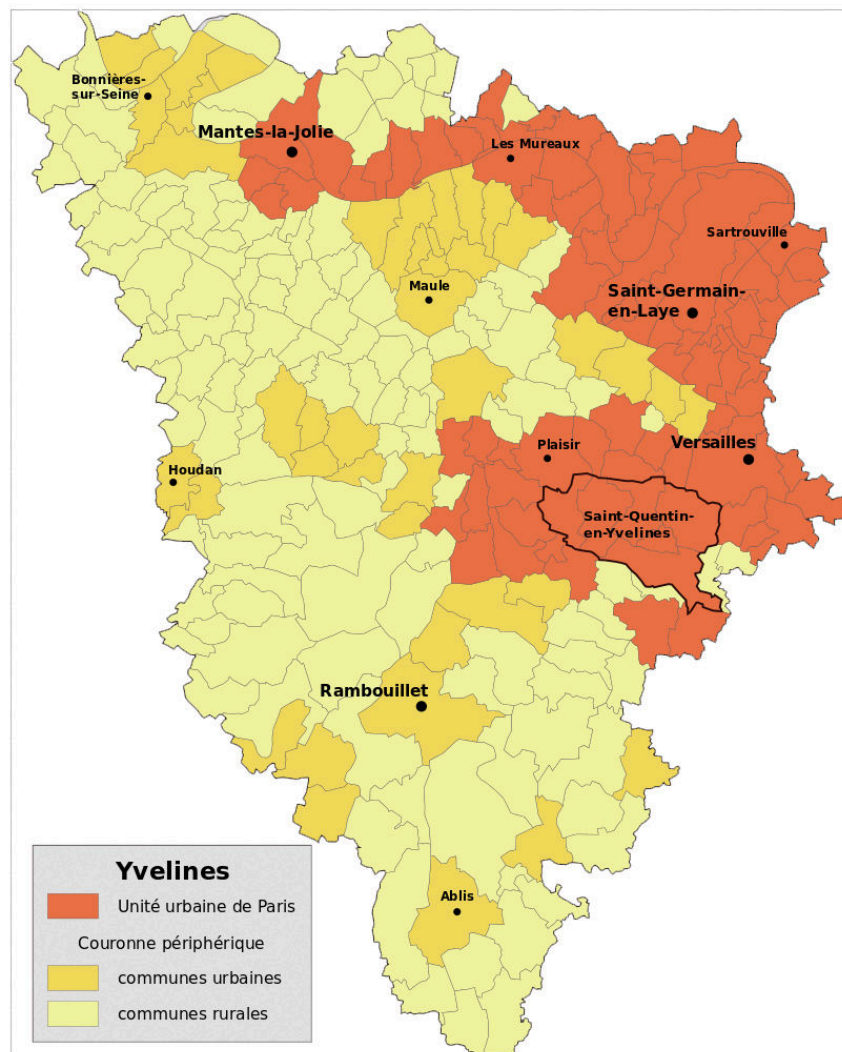 Bonnières-
sur-Seine
Mantes-la-Jolie
Les Mureaux
Sartrouville
Maule
Saint-Germain-
en-Laye
Versailles
Plaisir
Houdan
Saint-Quentin-
en-Yvelines
Rambouillet
Ablis
Yvelines
Unité urbaine de Paris
Couronne périphérique
communes urbaines
communes rurales